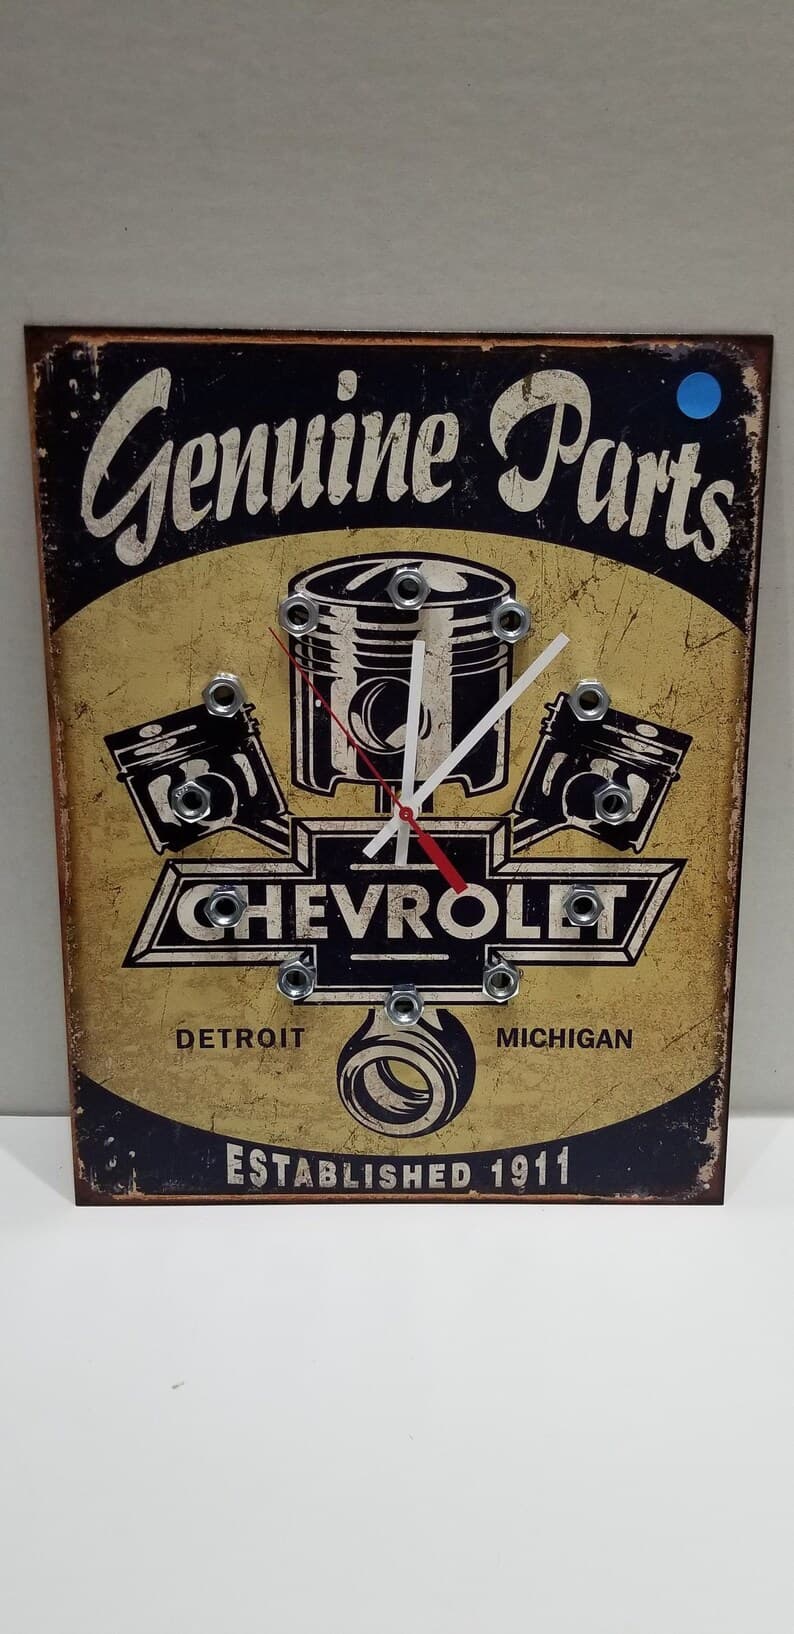 Genuine Parts
CHEVROLET
DETROIT MICHIGAN
ESTABLISHED 1911